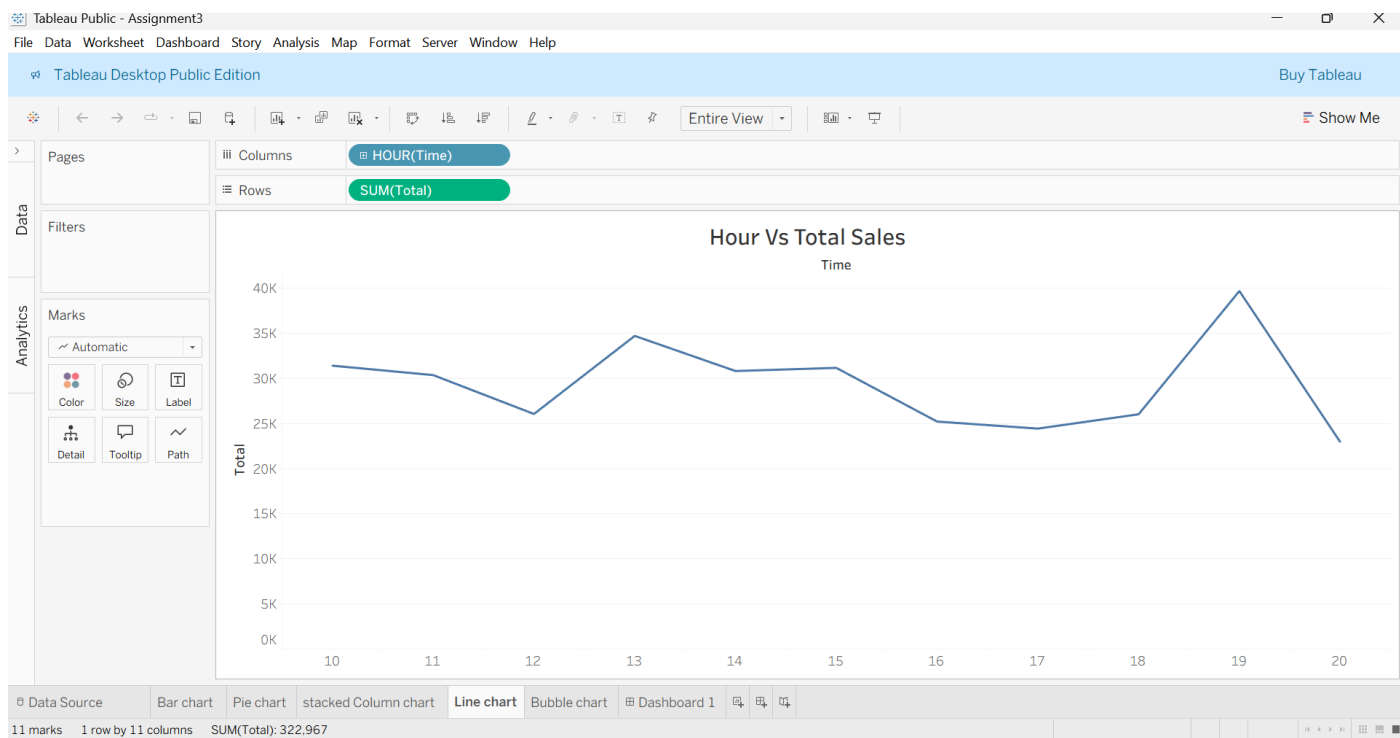 Tableau Public - Assignment3
File Data Worksheet Dashboard Story Analysis Map Format Server Window Help
Tableau Desktop Public Edition
Buy Tableau
Entire View
Show Me
Pages
Columns
HOUR(Time)
Rows
SUM(Total)
Data
Filters
Analytics
Marks
Automatic
Color Size Label
Detail Tooltip Path
Hour Vs Total Sales
Time
Total
40K
35K
30K
25K
20K
15K
10K
5K
0K
10 11 12 13 14 15 16 17 18 19 20
Data Source Bar chart Pie chart stacked Column chart Line chart Bubble chart Dashboard 1
11 marks 1 row by 11 columns SUM(Total): 322,967